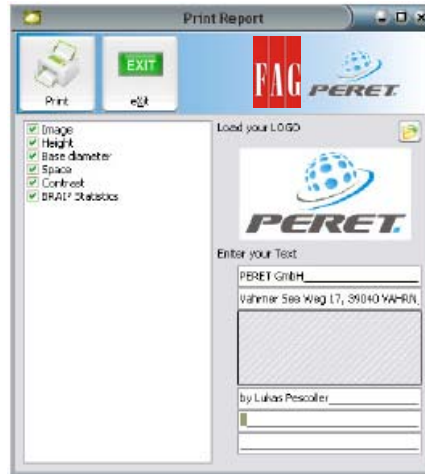 Print Report
Print
eXit
EXIT
FAG
PERET
Image
Height
Base diameter
Space
Contrast
Statistics
Load your LOGO
PERET.
Enter your Text
PERET GmbH
Vahrner See Weg 17, 39040 VAHRN,
by Lukas Pescoller